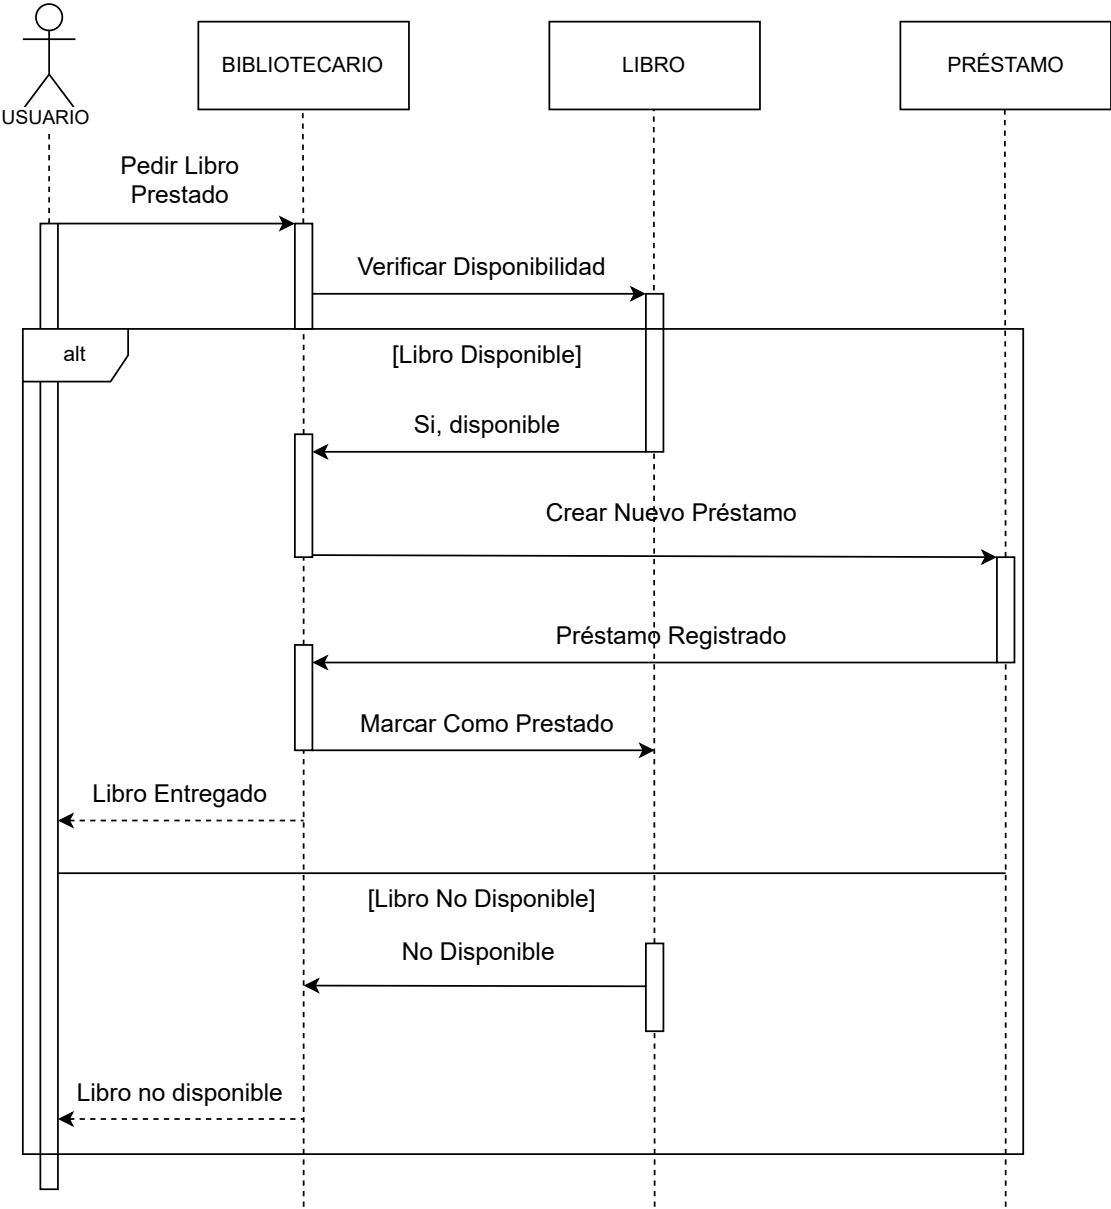 USUARIO
BIBLIOTECARIO
LIBRO
PRÉSTAMO
Pedir Libro
Prestado
Verificar Disponibilidad
alt
[Libro Disponible]
Si, disponible
Crear Nuevo Préstamo
Préstamo Registrado
Marcar Como Prestado
Libro Entregado
[Libro No Disponible]
No Disponible
Libro no disponible